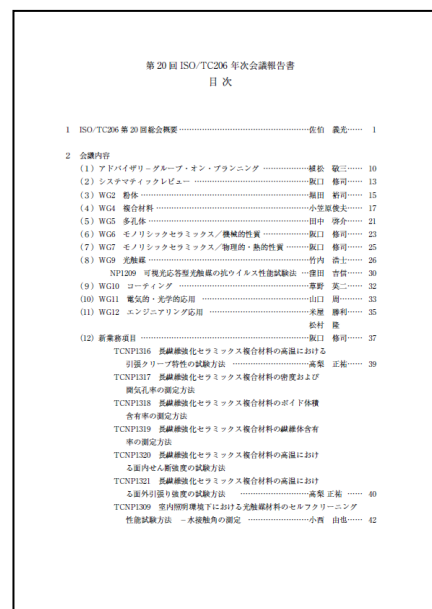 第20回 ISO/TC206 年次会議報告書
目 次
1 ISO/TC206 第20回総会概要……………………佐伯 義光…… 1
2 会議内容
(1)アドバイザリ－グループ・オン・プランニング……………植松 敬三…… 10
(2)システマティックレビュー……………………阪口 修司…… 13
(3)WG2 粉体……………………堀田 裕司…… 15
(4)WG4 複合材料……………………小笠原俊夫…… 17
(5)WG5 多孔体……………………田中 啓介…… 21
(6)WG6 モノリシックセラミックス／機械的性質……………阪口 修司…… 23
(7)WG7 モノリシックセラミックス／物理的・熱的性質……………阪口 修司…… 25
(8)WG9 光触媒……………………竹内 浩士…… 26
NP1209 可視光応答型光触媒の抗ウイルス性能試験法 …窪田 吉信…… 30
(9)WG10 コーティング……………………草野 英二…… 32
(10)WG11 電気的・光学的応用……………………山口 周…… 33
(11)WG12 エンジニアリング応用……………………米屋 勝利…… 35
松村 隆
(12)新業務項目……………………阪口 修司…… 37
TCNP1316 長繊維強化セラミックス複合材料の高温における
引張クリープ特性の試験方法……………高梨 正祐…… 39
TCNP1317 長繊維強化セラミックス複合材料の密度および
開気孔率の測定方法
TCNP1318 長繊維強化セラミックス複合材料のボイド体積
含有率の測定方法
TCNP1319 長繊維強化セラミックス複合材料の繊維体含有
率の測定方法
TCNP1320 長繊維強化セラミックス複合材料の高温におけ
る面内せん断強度の試験方法
TCNP1321 長繊維強化セラミックス複合材料の高温におけ
る面外引張り強度の試験方法 ……………高梨 正祐…… 40
TCNP1309 室内照明環境下における光触媒材料のセルフクリーニング
性能試験方法 －水接触角の測定 ……………小西 由也…… 42